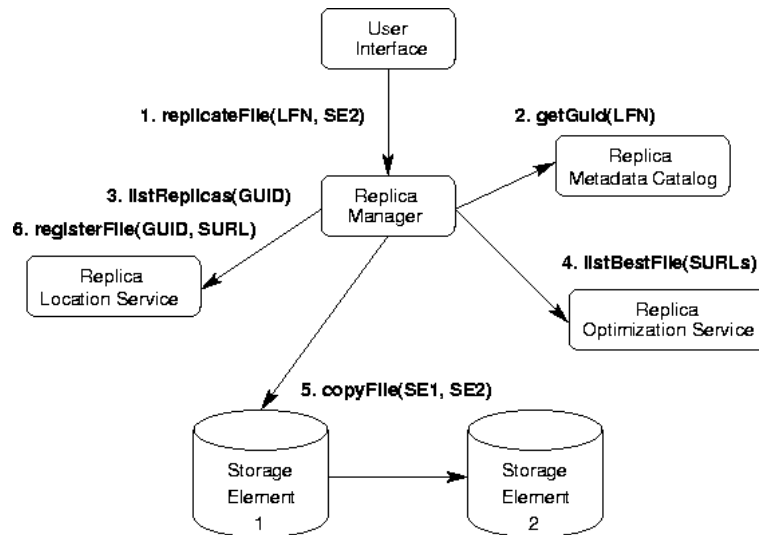 User
Interface
1. replicateFile(LFN, SE2)
2. getGuid(LFN)
Replica
Metadata Catalog
3. listReplicas(GUID)
Replica
Manager
6. registerFile(GUID, SURL)
4. listBestFile(SURLs)
Replica
Location Service
Replica
Optimization Service
5. copyFile(SE1, SE2)
Storage
Element
1
Storage
Element
2